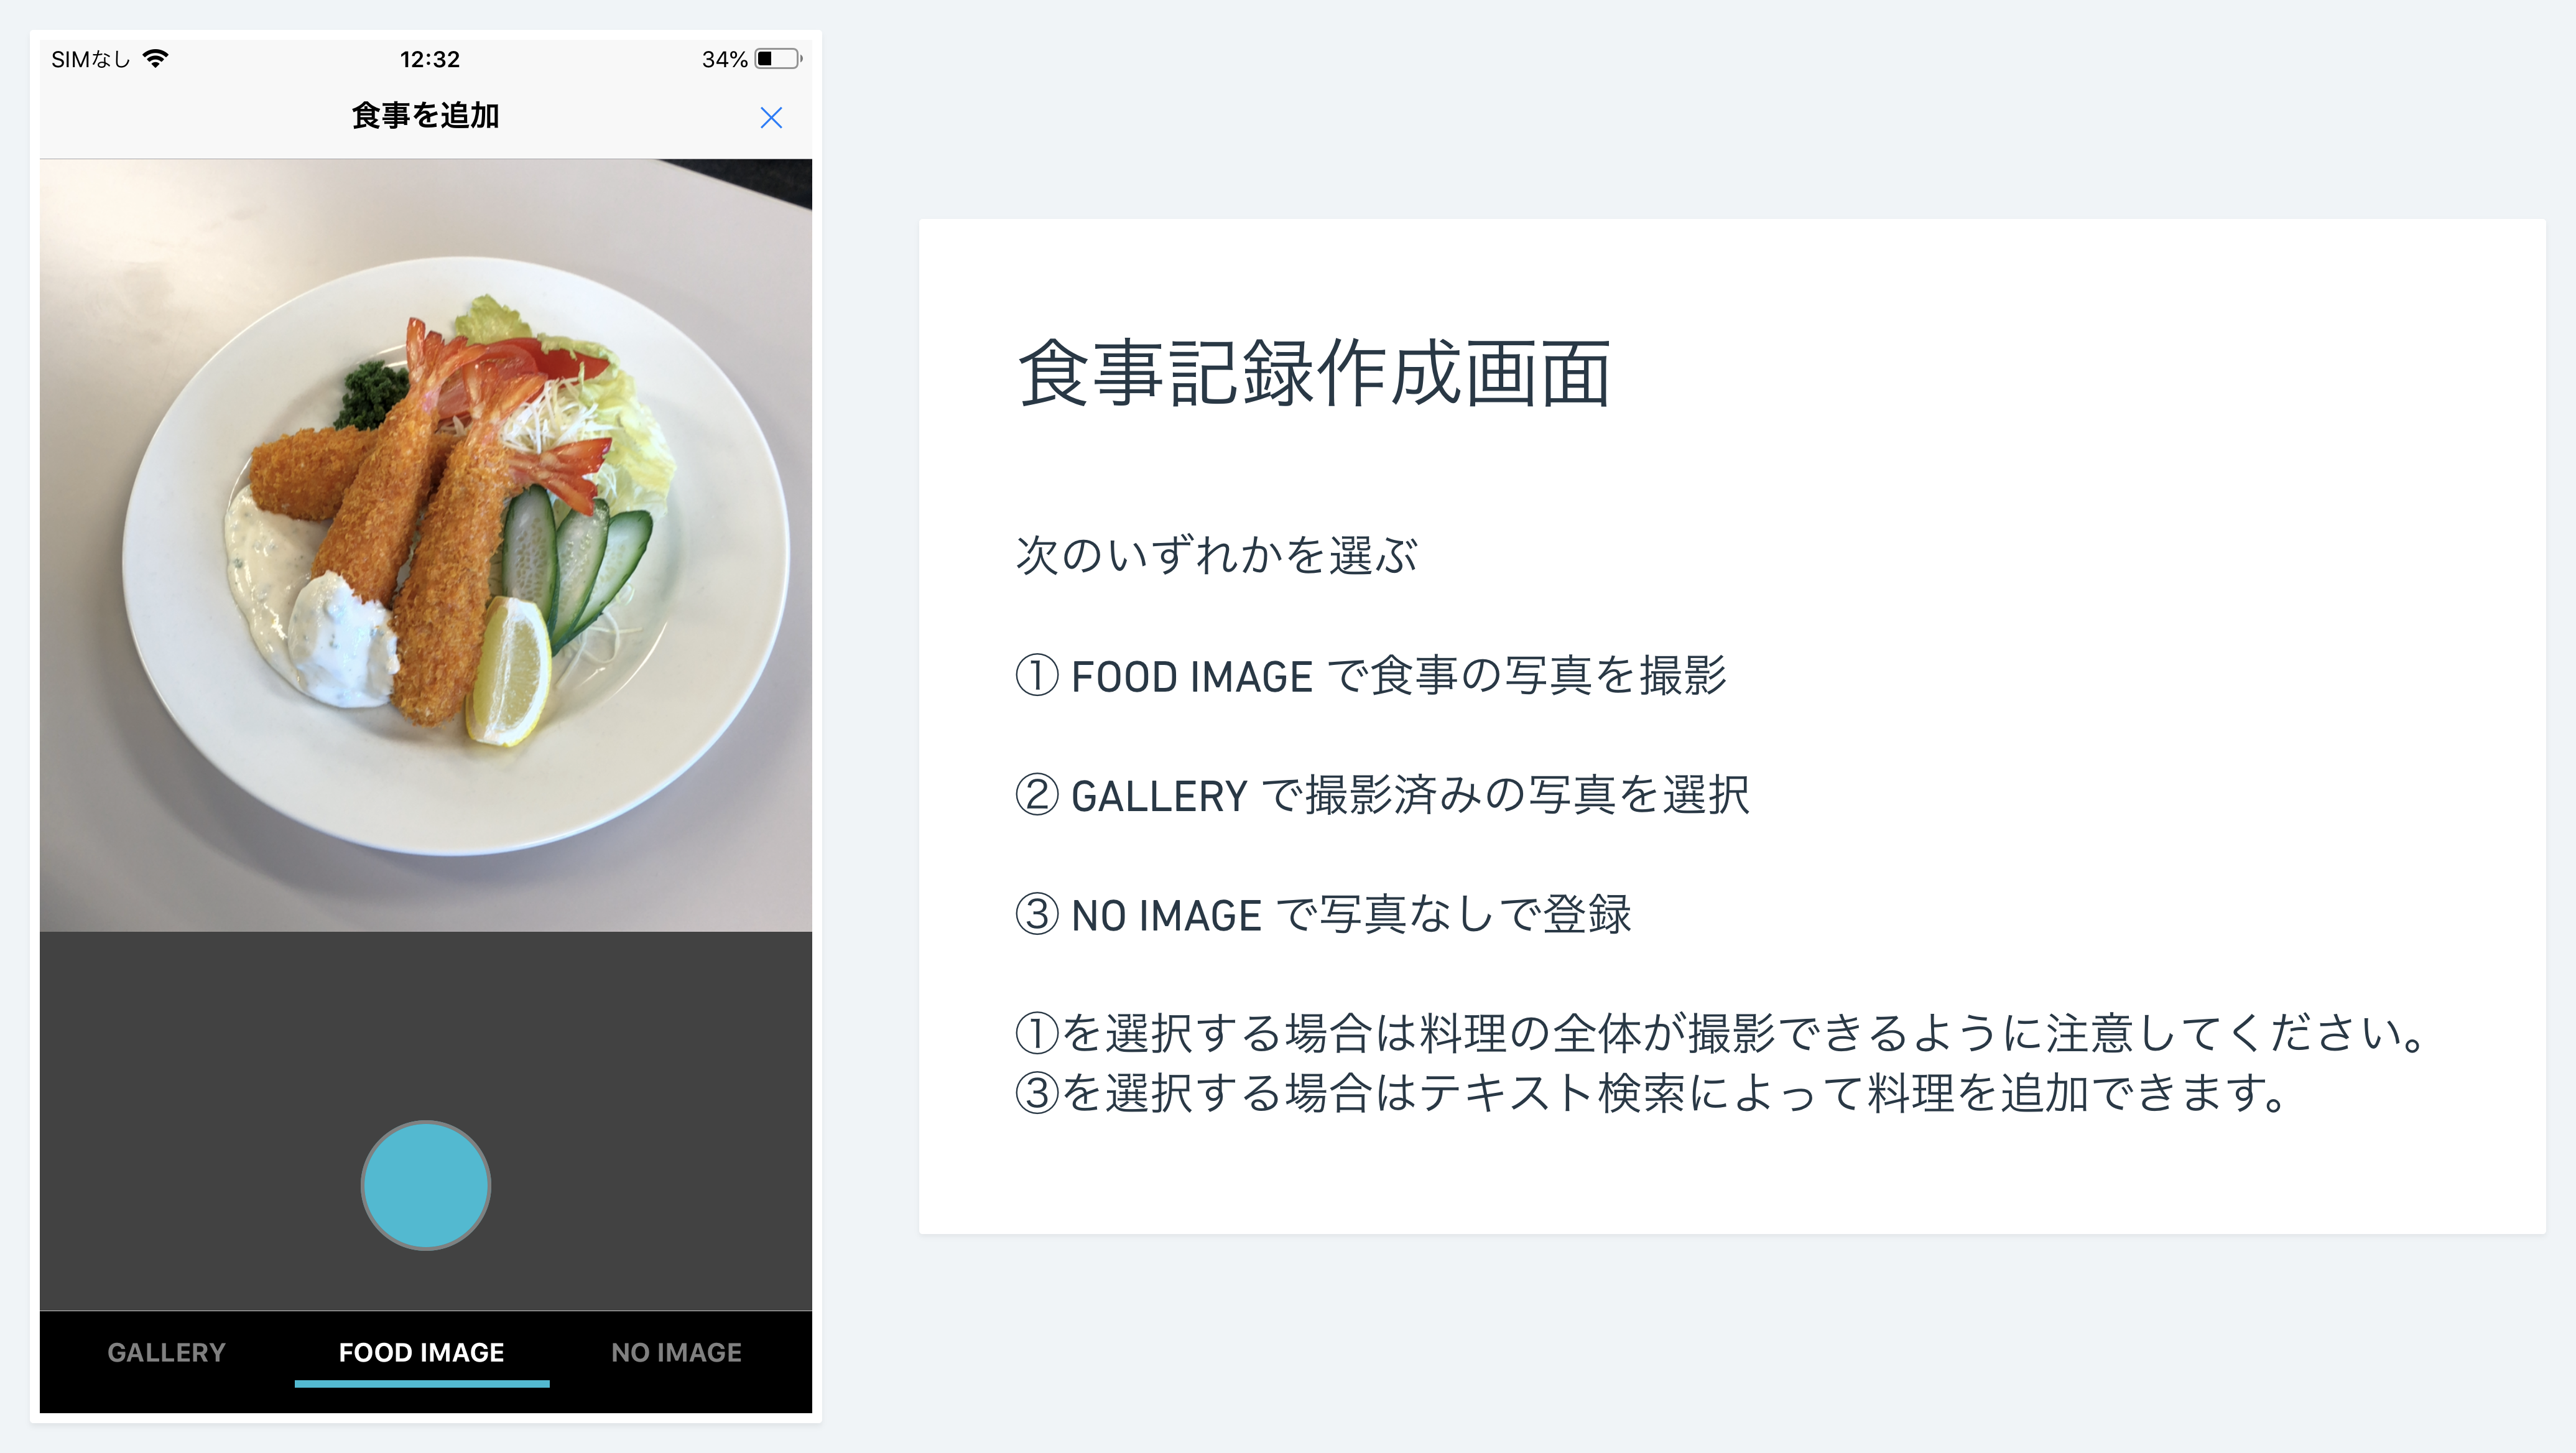 SIMなし
12:32
34%
食事を追加
GALLERY
FOOD IMAGE
NO IMAGE
食事記録作成画面
次のいずれかを選ぶ
① FOOD IMAGE で食事の写真を撮影
② GALLERY で撮影済みの写真を選択
③ NO IMAGE で写真なしで登録
①を選択する場合は料理の全体が撮影できるように注意してください。
③を選択する場合はテキスト検索によって料理を追加できます。